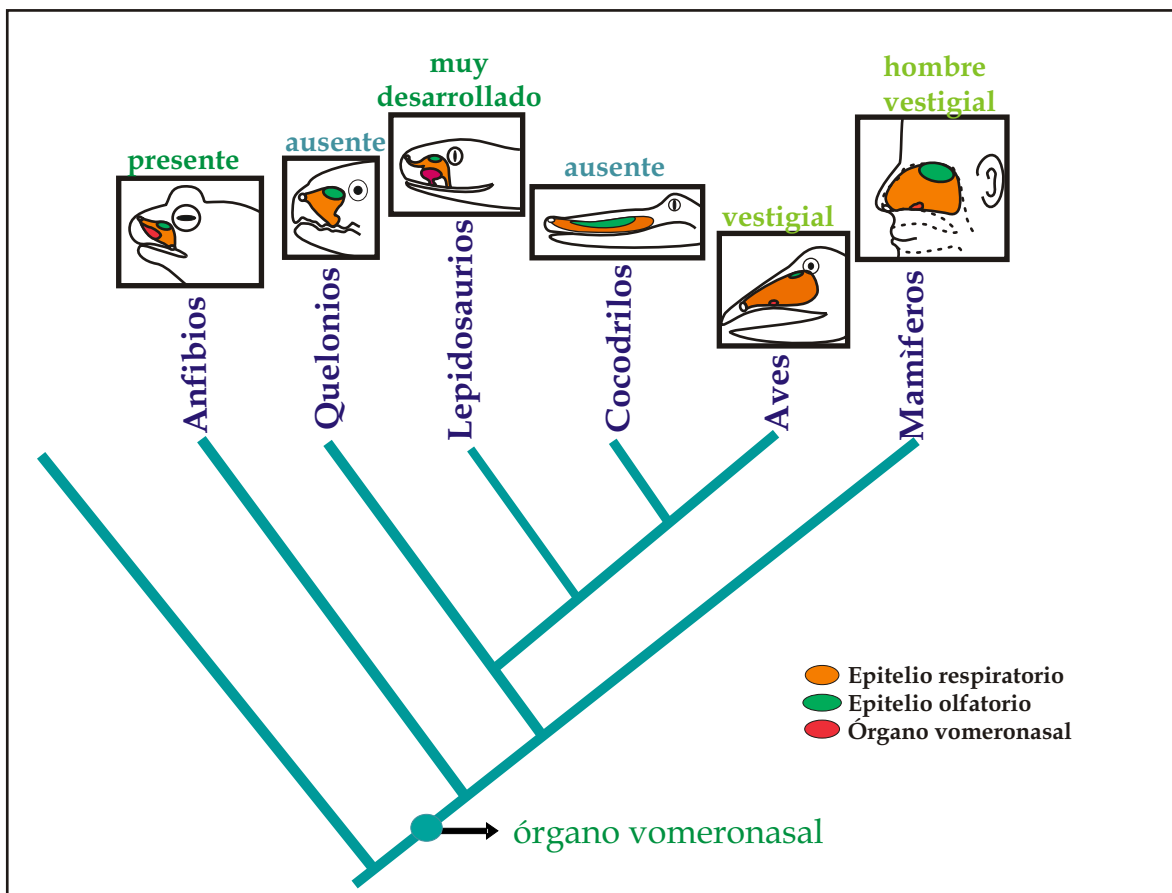 presente
ausente
muy
desarrollado
ausente
vestigial
hombre
vestigial
Anfibios
Quelonios
Lepidosaurios
Cocodrilos
Aves
Mamìferos
Epitelio respiratorio
Epitelio olfatorio
Órgano vomeronasal
órgano vomeronasal